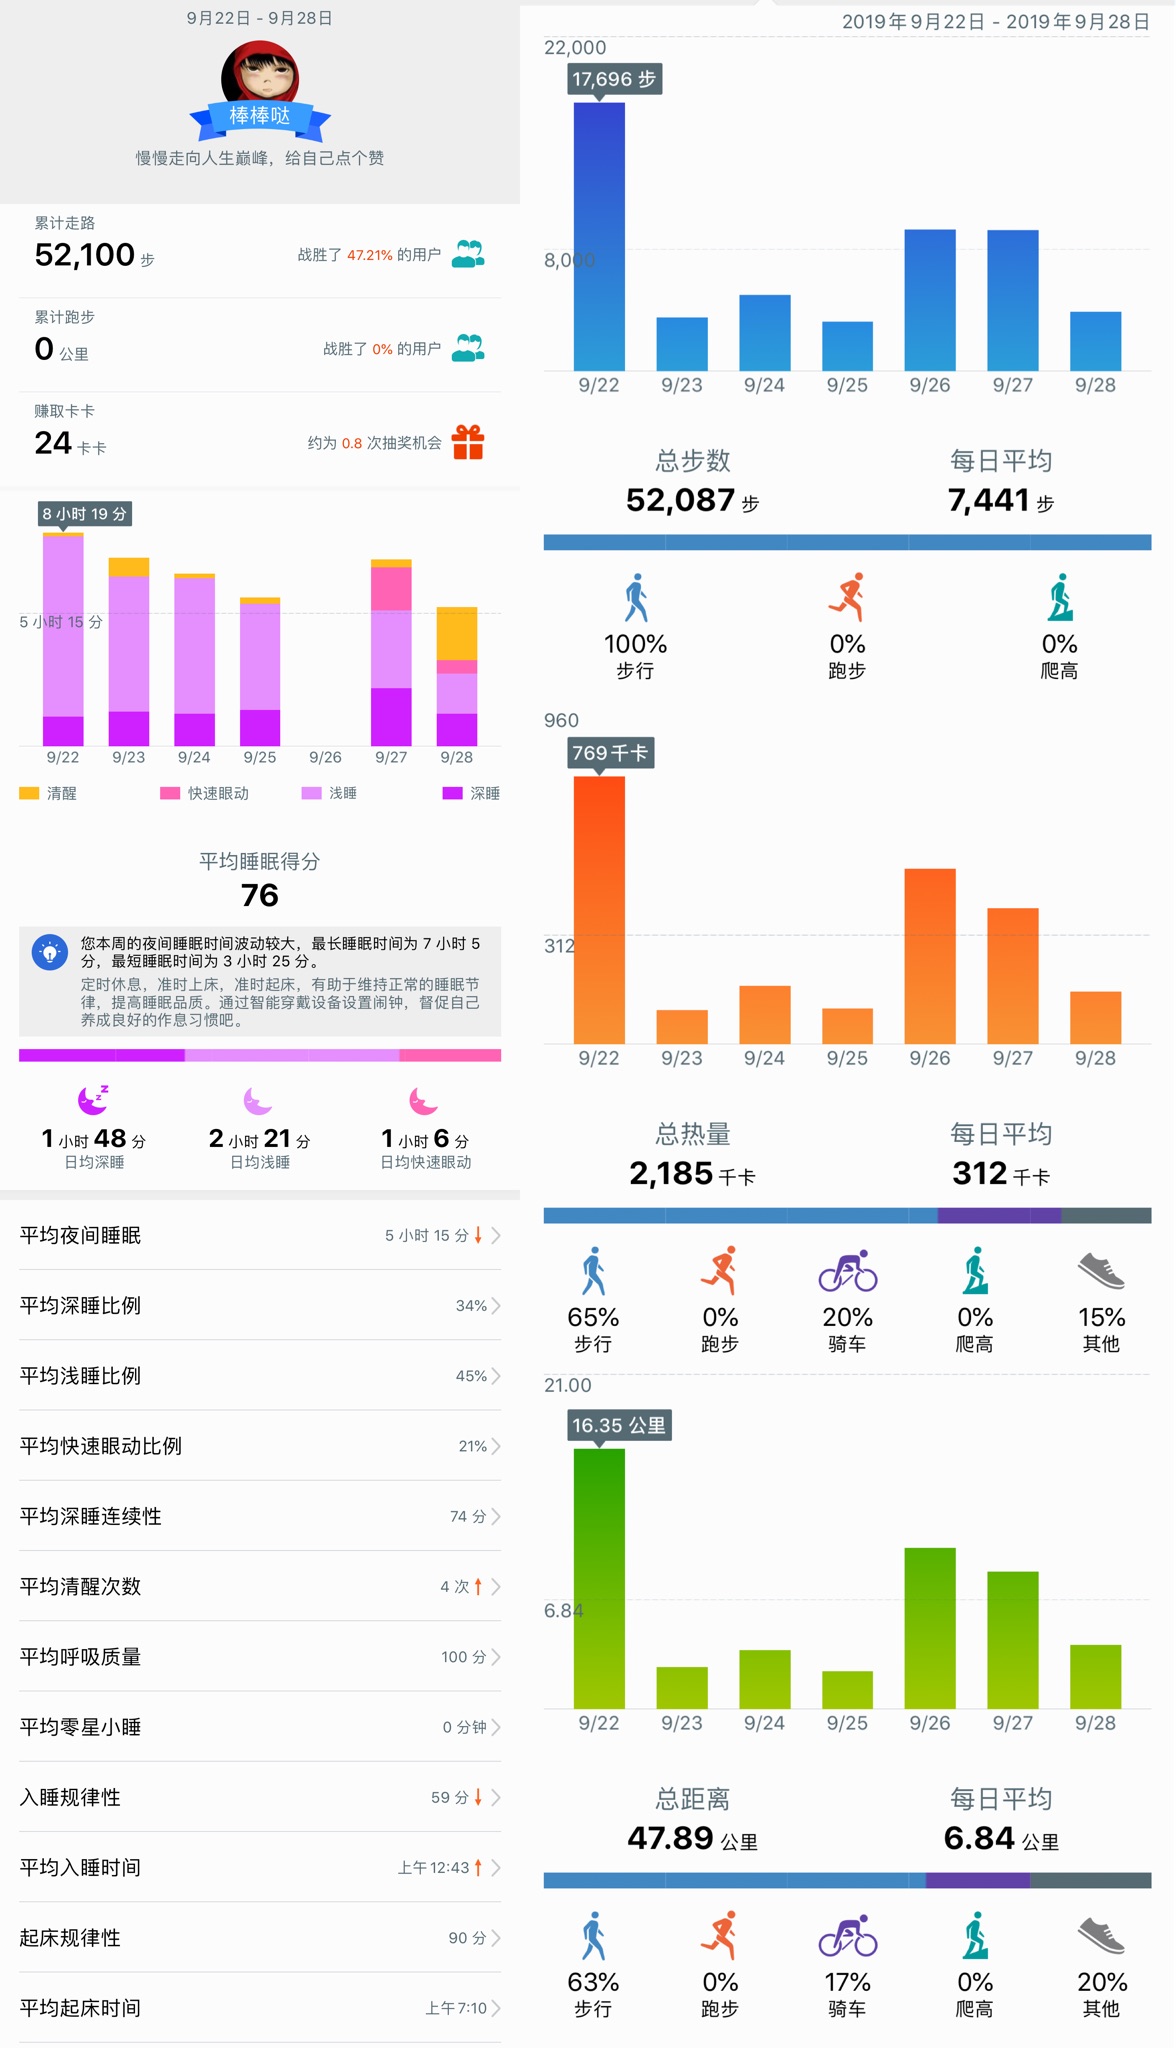 9月22日 - 9月28日
棒棒哒
慢慢走向人生巅峰，给自己点个赞
累计走路
52,100 步
战胜了 47.21% 的用户
累计跑步
0 公里
战胜了 0% 的用户
赚取卡卡
24 卡卡
约为 0.8 次抽奖机会
8 小时 19 分
5 小时 15 分
9/22 9/23 9/24 9/25 9/26 9/27 9/28
清醒 快速眼动 浅睡 深睡
平均睡眠得分
76
您本周的夜间睡眠时间波动较大，最长睡眠时间为 7 小时 5
分，最短睡眠时间为 3 小时 25 分。
定时休息，准时上床，准时起床，有助于维持正常的睡眠节
律，提高睡眠品质。通过智能穿戴设备设置闹钟，督促自己
养成良好的作息习惯吧。
1 小时 48 分 2 小时 21 分 1 小时 6 分
日均深睡 日均浅睡 日均快速眼动
平均夜间睡眠 5 小时 15 分
平均深睡比例 34%
平均浅睡比例 45%
平均快速眼动比例 21%
平均深睡连续性 74 分
平均清醒次数 4 次
平均呼吸质量 100 分
平均零星小睡 0 分钟
入睡规律性 59 分
平均入睡时间 上午12:43
起床规律性 90 分
平均起床时间 上午7:10
2019年9月22日 - 2019年9月28日
22,000
17,696 步
8,000
9/22 9/23 9/24 9/25 9/26 9/27 9/28
总步数 每日平均
52,087 步 7,441 步
100% 0% 0%
步行 跑步 爬高
960
769千卡
312
9/22 9/23 9/24 9/25 9/26 9/27 9/28
总热量 每日平均
2,185 千卡 312 千卡
65% 0% 20% 0% 15%
步行 跑步 骑车 爬高 其他
21.00
16.35 公里
6.84
9/22 9/23 9/24 9/25 9/26 9/27 9/28
总距离 每日平均
47.89 公里 6.84 公里
63% 0% 17% 0% 20%
步行 跑步 骑车 爬高 其他